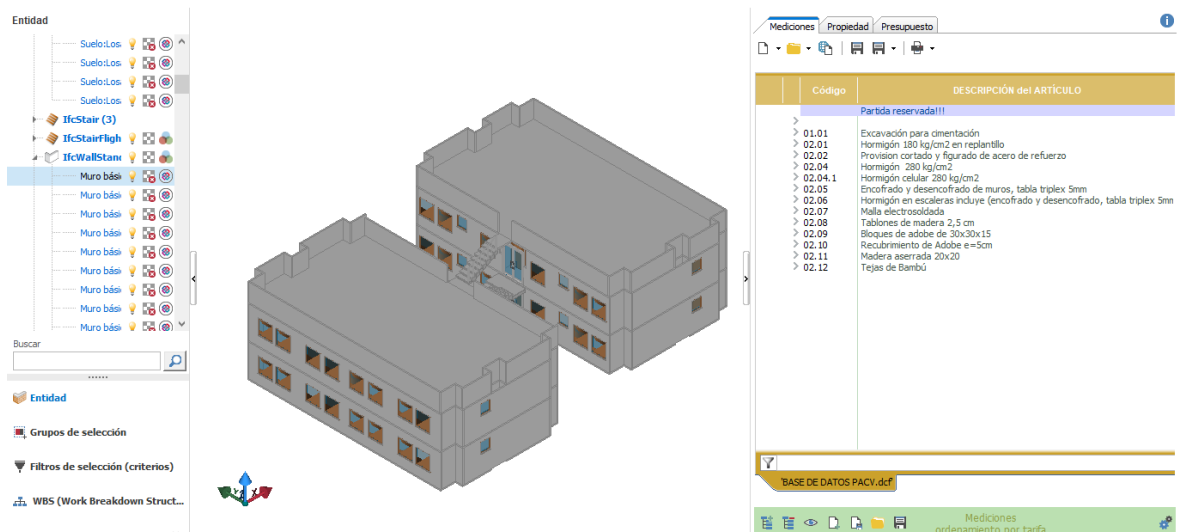 Entidad
Suelo:Los
Suelo:Los
Suelo:Los
Suelo:Los
IfcStair (3)
IfcStairFligh
IfcWallStand
Muro bási
Muro bási
Muro bási
Muro bási
Muro bási
Muro bási
Muro bási
Muro bási
Muro bási
Buscar
Entidad
Grupos de selección
Filtros de selección (criterios)
WBS (Work Breakdown Struct...
Mediciones Propiedad Presupuesto
Código DESCRIPCIÓN del ARTÍCULO
Partida reservada!!!
01.01 Excavación para cimentación
02.01 Hormigón 180 kg/cm2 en replantillo
02.02 Provision cortado y figurado de acero de refuerzo
02.04 Hormigón 280 kg/cm2
02.04.1 Hormigón celular 280 kg/cm2
02.05 Encofrado y desencofrado de muros, tabla triplex 5mm
02.06 Hormigón en escaleras incluye (encofrado y desencofrado, tabla triplex 5mm
02.07 Malla electrosoldada
02.08 Tablones de madera 2,5 cm
02.09 Bloques de adobe de 30x30x15
02.10 Recubrimiento de Adobe e=5cm
02.11 Madera aserrada 20x20
02.12 Tejas de Bambú
'BASE DE DATOS PACV.dcf'
Mediciones
ordenamiento por tarifa